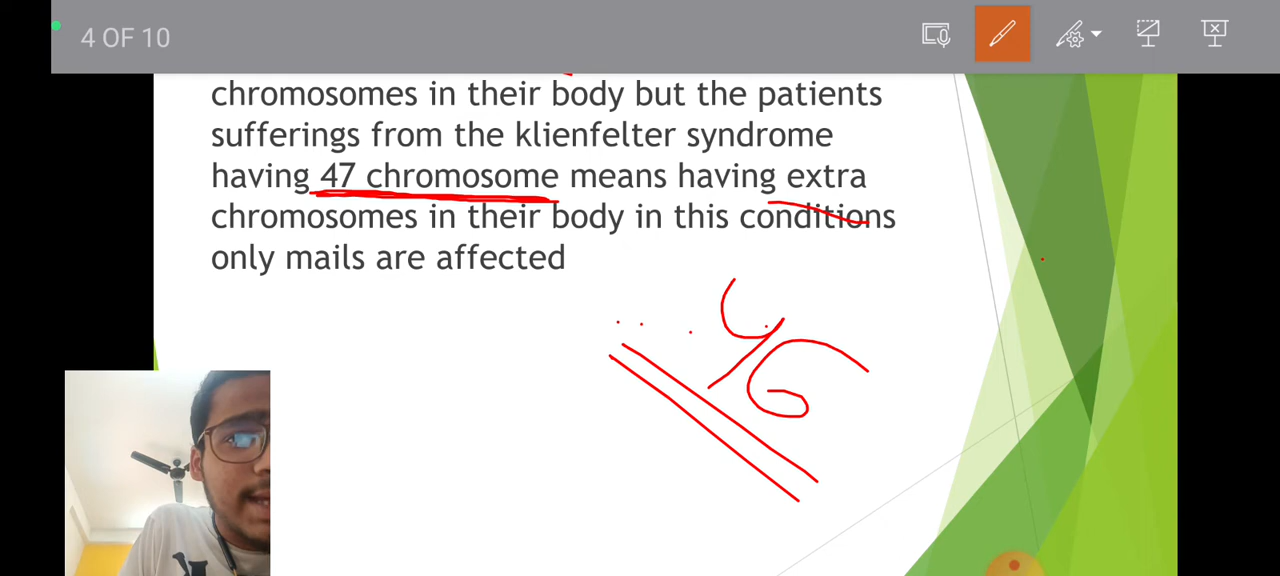 4 OF 10
chromosomes in their body but the patients
sufferings from the klienfelter syndrome
having 47 chromosome means having extra
chromosomes in their body in this conditions
only mails are affected
46